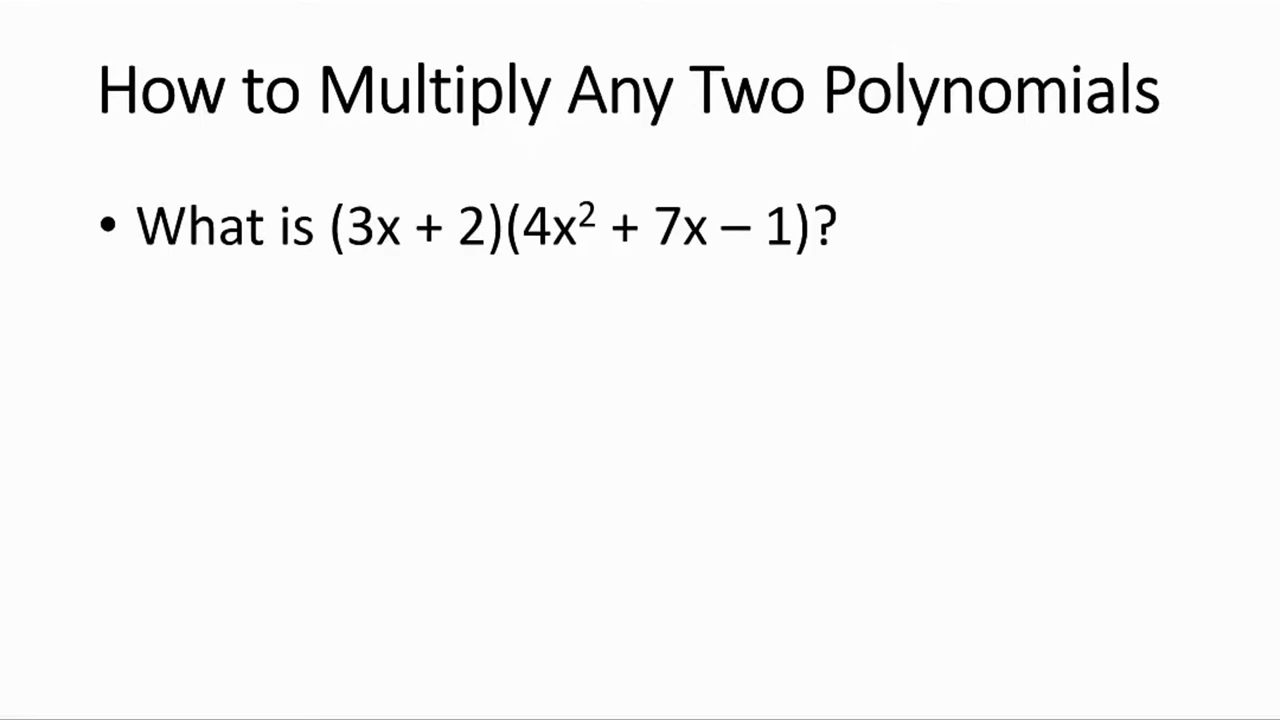 How to Multiply Any Two Polynomials
• What is (3x + 2)(4x² + 7x – 1)?